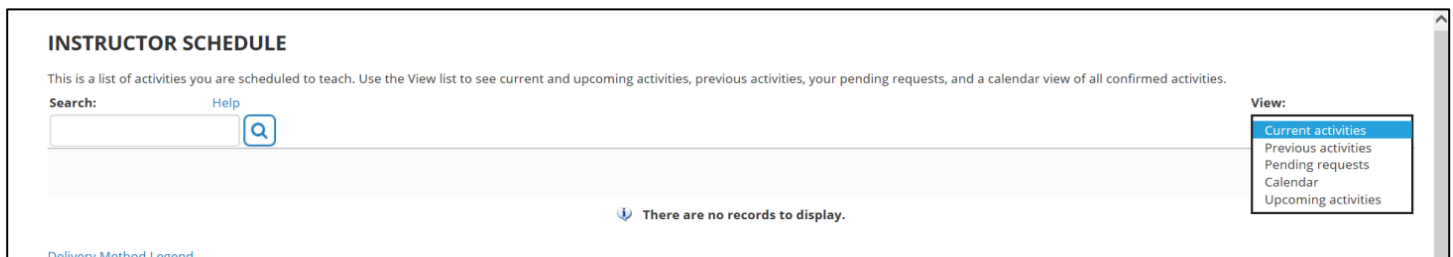 INSTRUCTOR SCHEDULE
This is a list of activities you are scheduled to teach. Use the View list to see current and upcoming activities, previous activities, your pending requests, and a calendar view of all confirmed activities.
Search: Help
View:
Current activities
Previous activities
Pending requests
Calendar
Upcoming activities
There are no records to display.
Delivery Method Legend